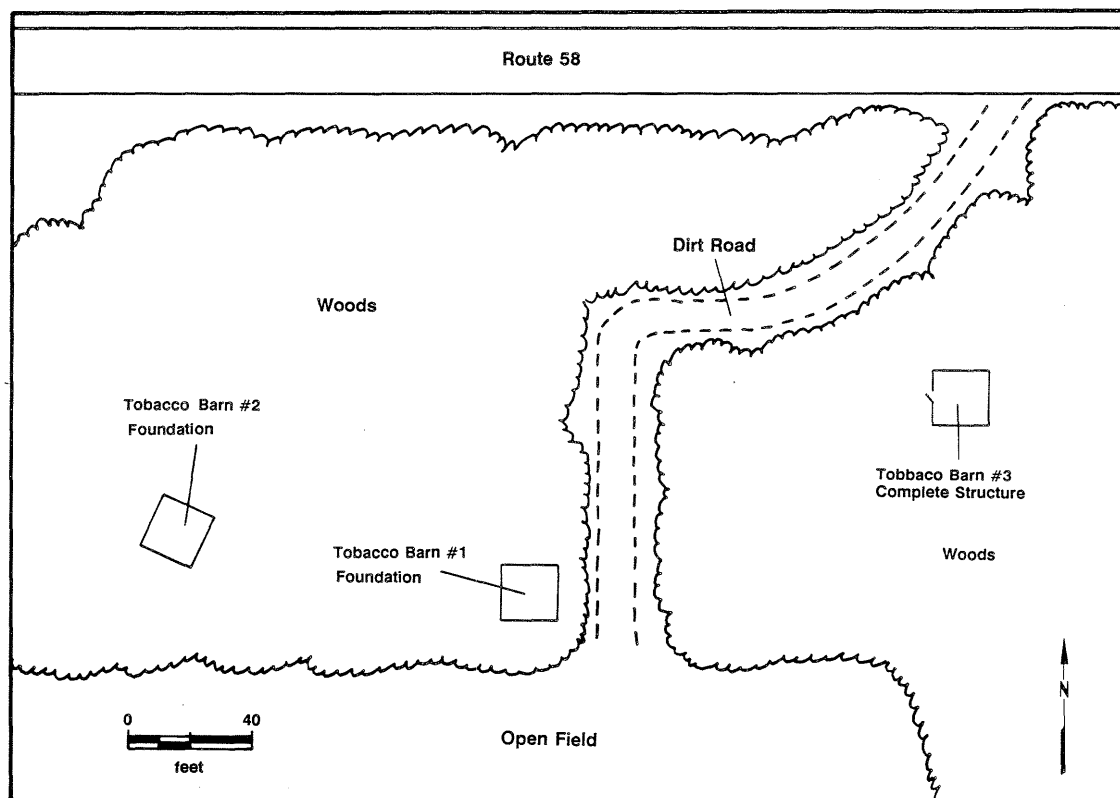 Route 58
Dirt Road
Woods
Tobacco Barn #2
Foundation
Tobbaco Barn #3
Complete Structure
Tobacco Barn #1
Foundation
Woods
N
0 40
feet
Open Field